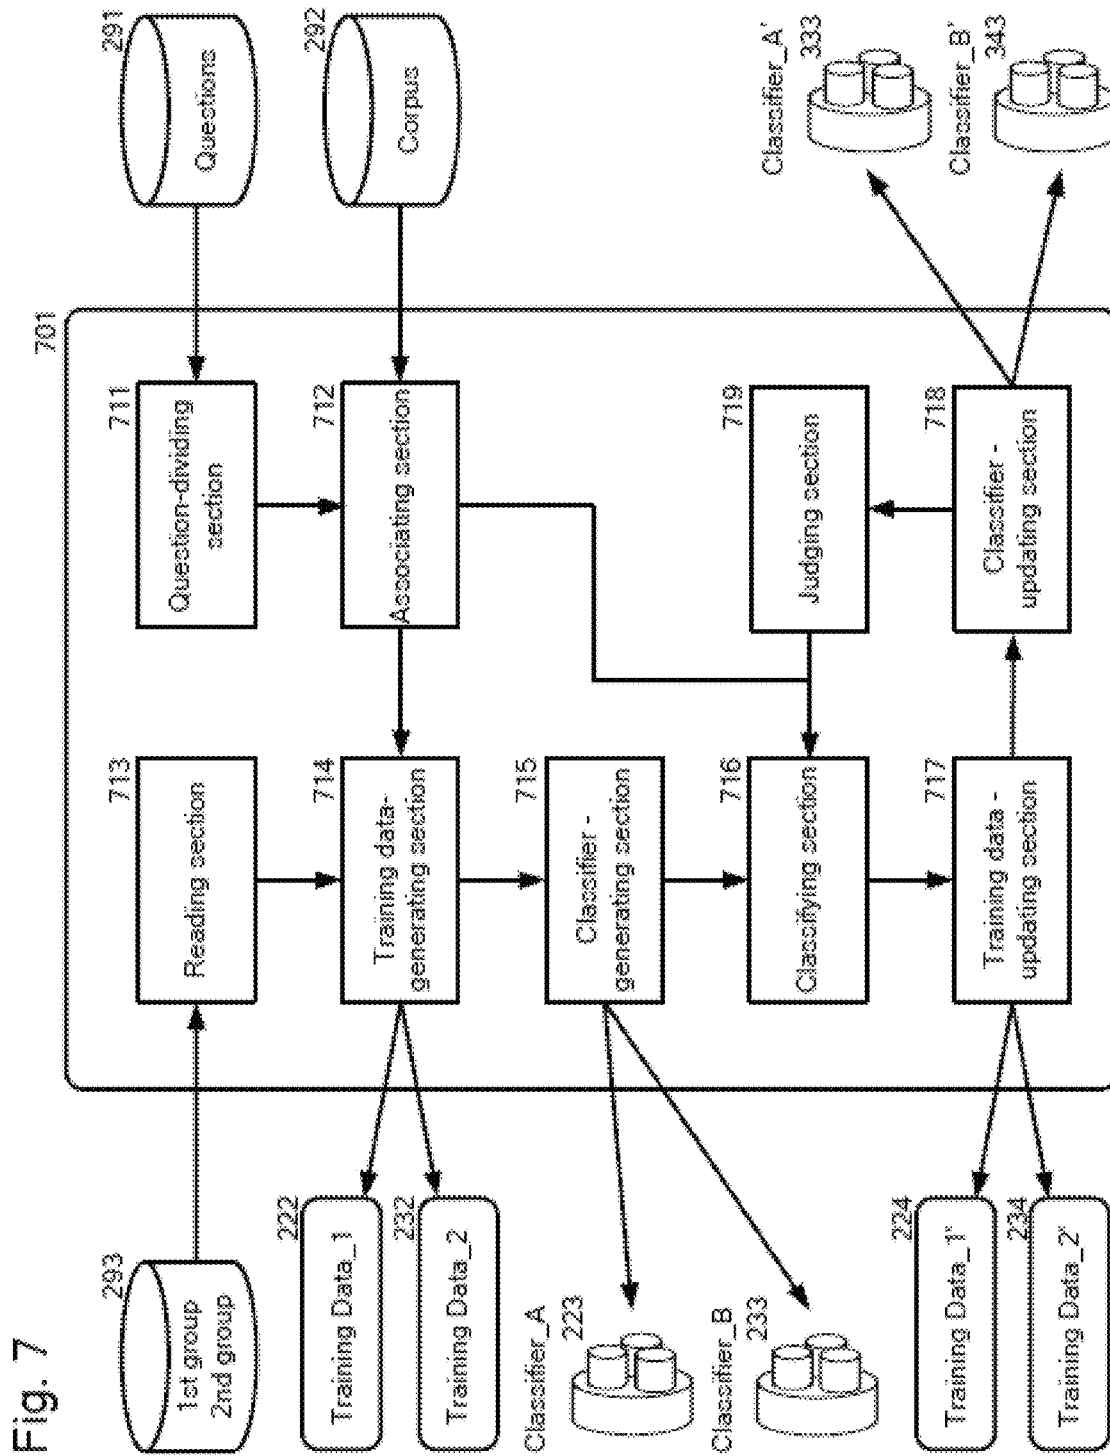 Fig. 7
293
1st group
2nd group
222
Training Data_1
232
Training Data_2
Classifier_A
223
Classifier_B
233
224
Training Data_1'
234
Training Data_2'
701
713
Reading section
714
Training data-
generating section
715
Classifier -
generating section
716
Classifying section
717
Training data -
updating section
711
Question-dividing
section
712
Associating section
719
Judging section
718
Classifier -
updating section
291
Questions
292
Corpus
Classifier_A'
333
Classifier_B'
343